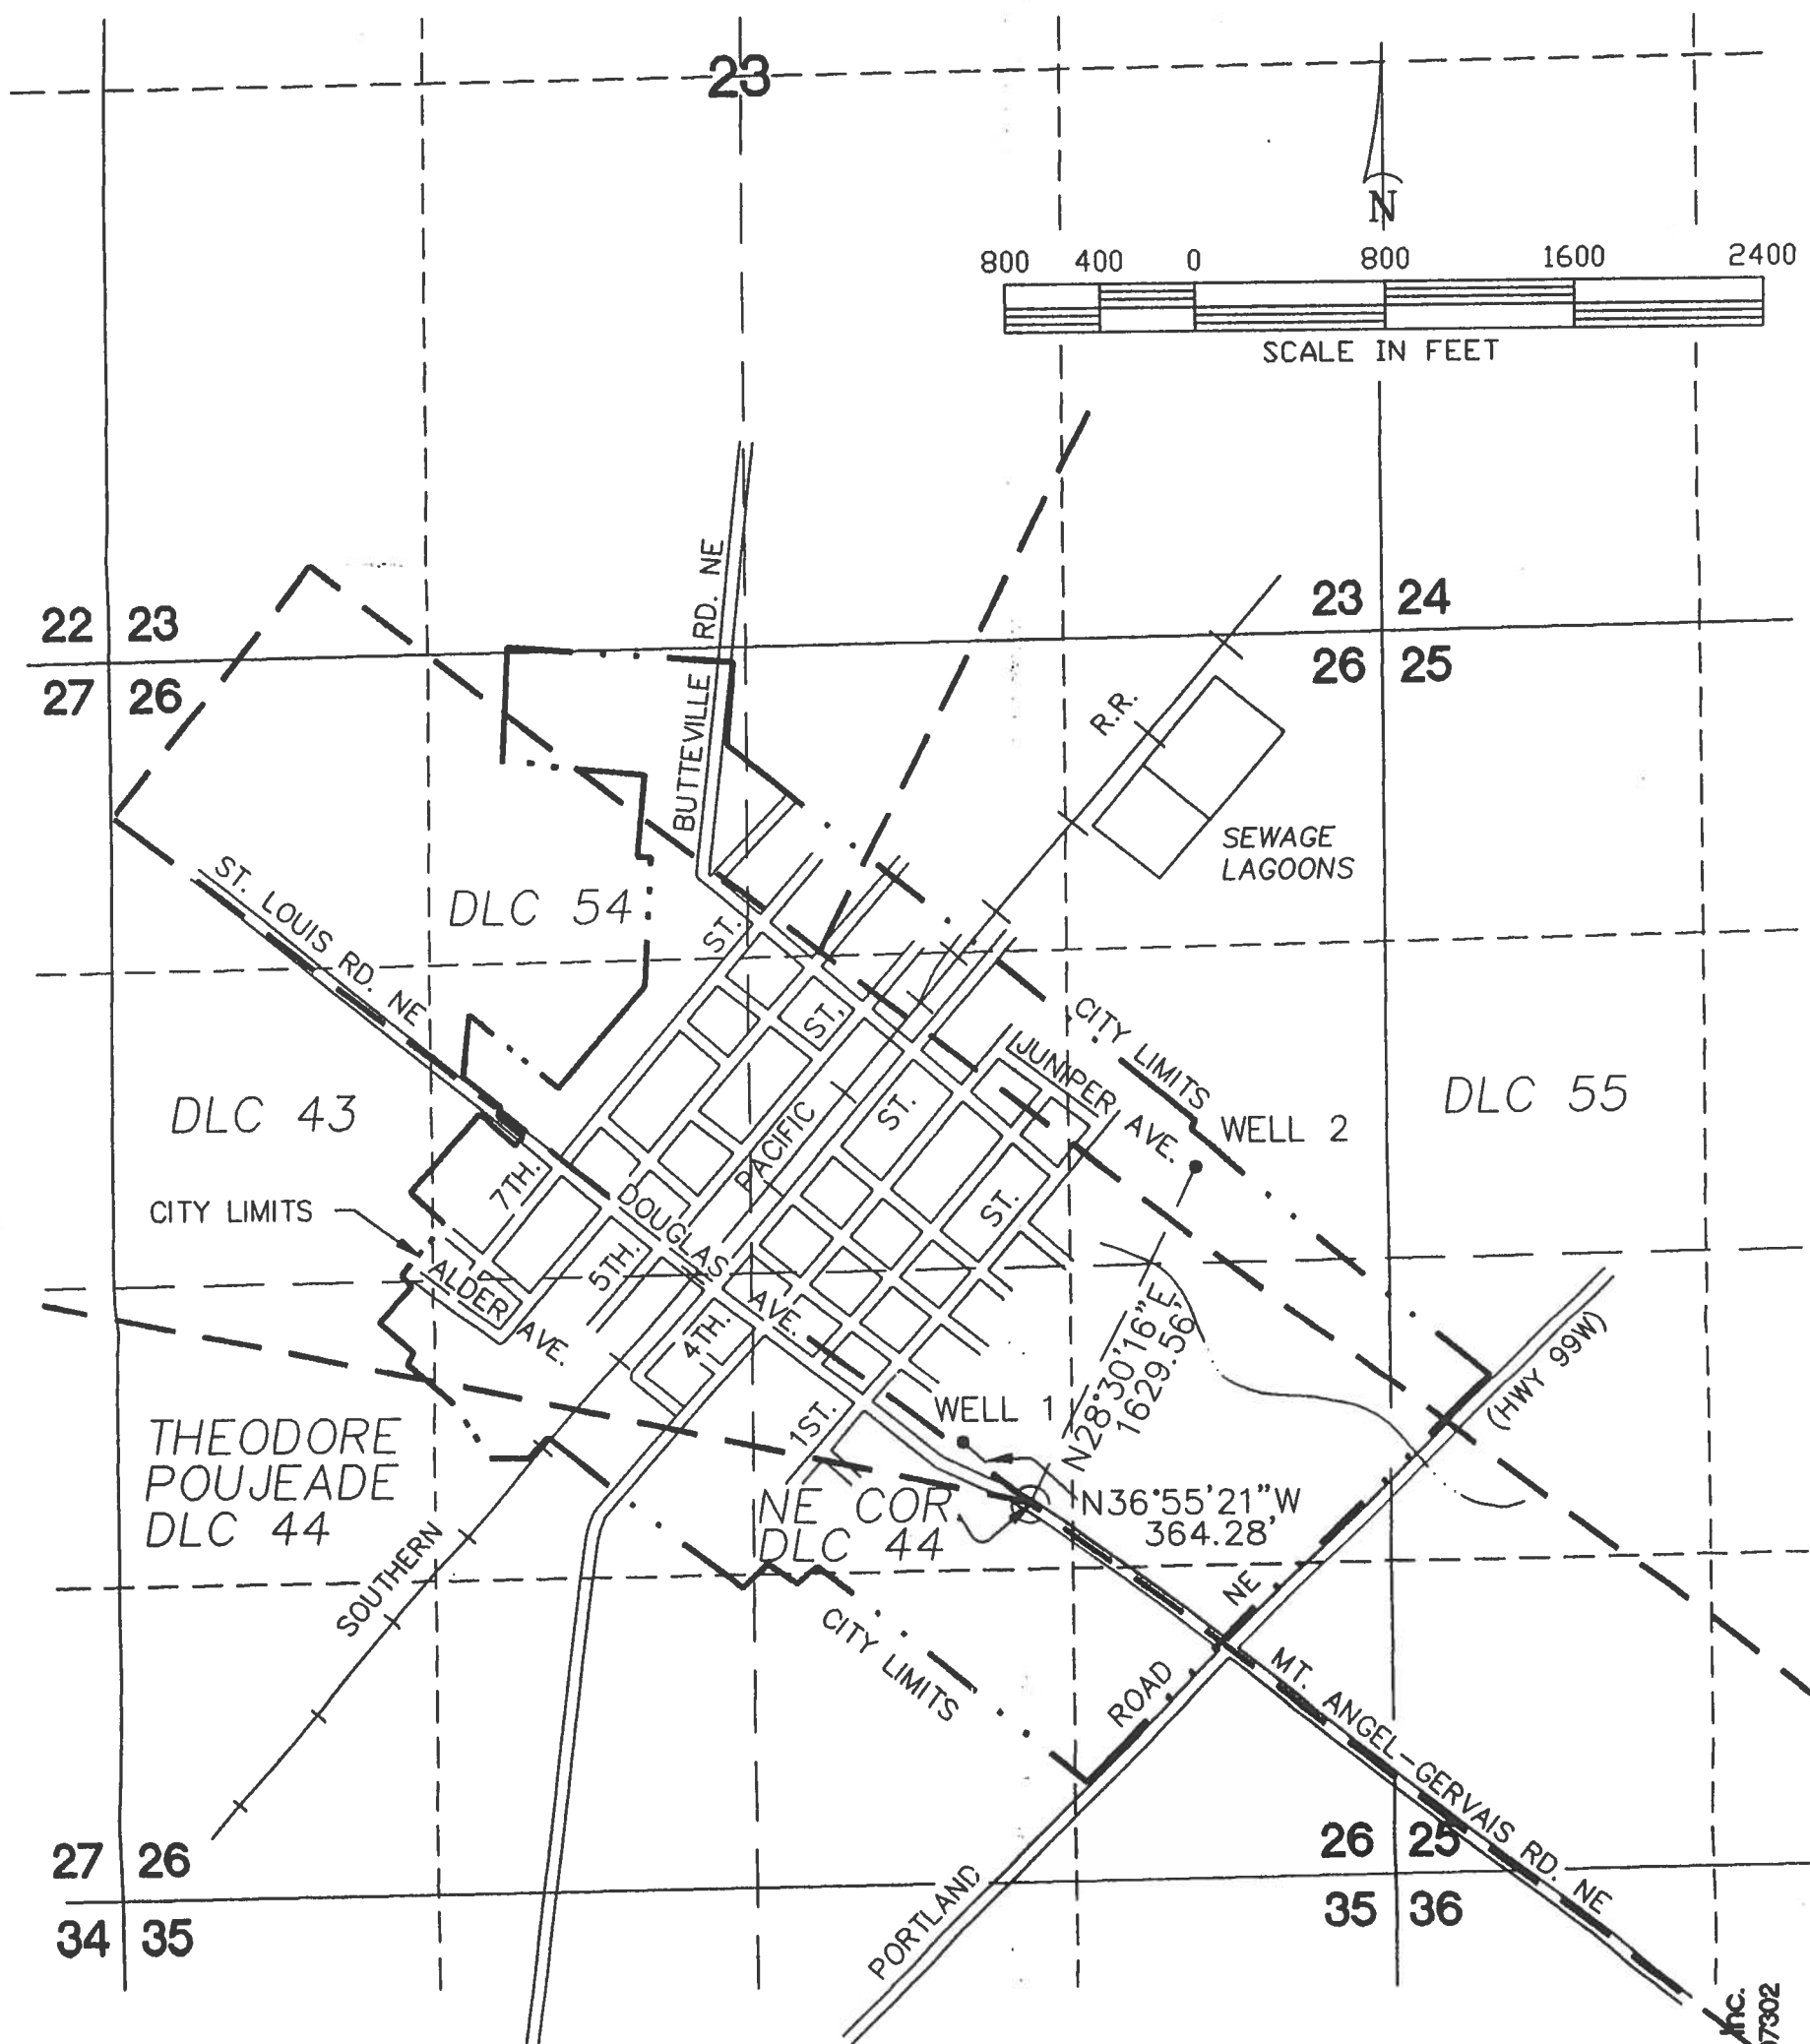 23
N
800 400 0 800 1600 2400
SCALE IN FEET
BUTTEVILLE RD. NE
22 23
27 26
23 24
26 25
R.R.
SEWAGE
LAGOONS
ST. LOUIS RD. NE
DLC 54
ST.
ST.
CITY LIMITS
JUNIPER AVE.
DLC 55
DLC 43
PACIFIC
ST.
WELL 2
7TH.
DOUGLAS AVE.
ST.
CITY LIMITS
ALDER AVE.
5TH.
4TH.
N28°30'16"E
1629.56'
(HWY 99W)
WELL 1
1ST.
THEODORE
POUJEADE
DLC 44
NE COR.
DLC 44
N36°55'21"W
364.28'
SOUTHERN
CITY LIMITS
PORTLAND ROAD NE
MT. ANGEL-GERVAIS RD. NE
27 26
34 35
26 25
35 36
Inc.
97302